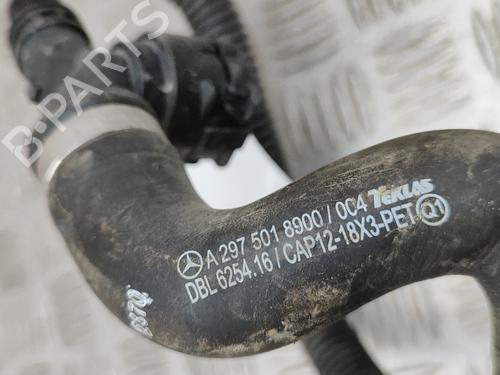 B-PARTS
A 297 501 8900 / 0C4 TEKLAS
DBL 6254.16 / CAP12-18X3-PET Q1